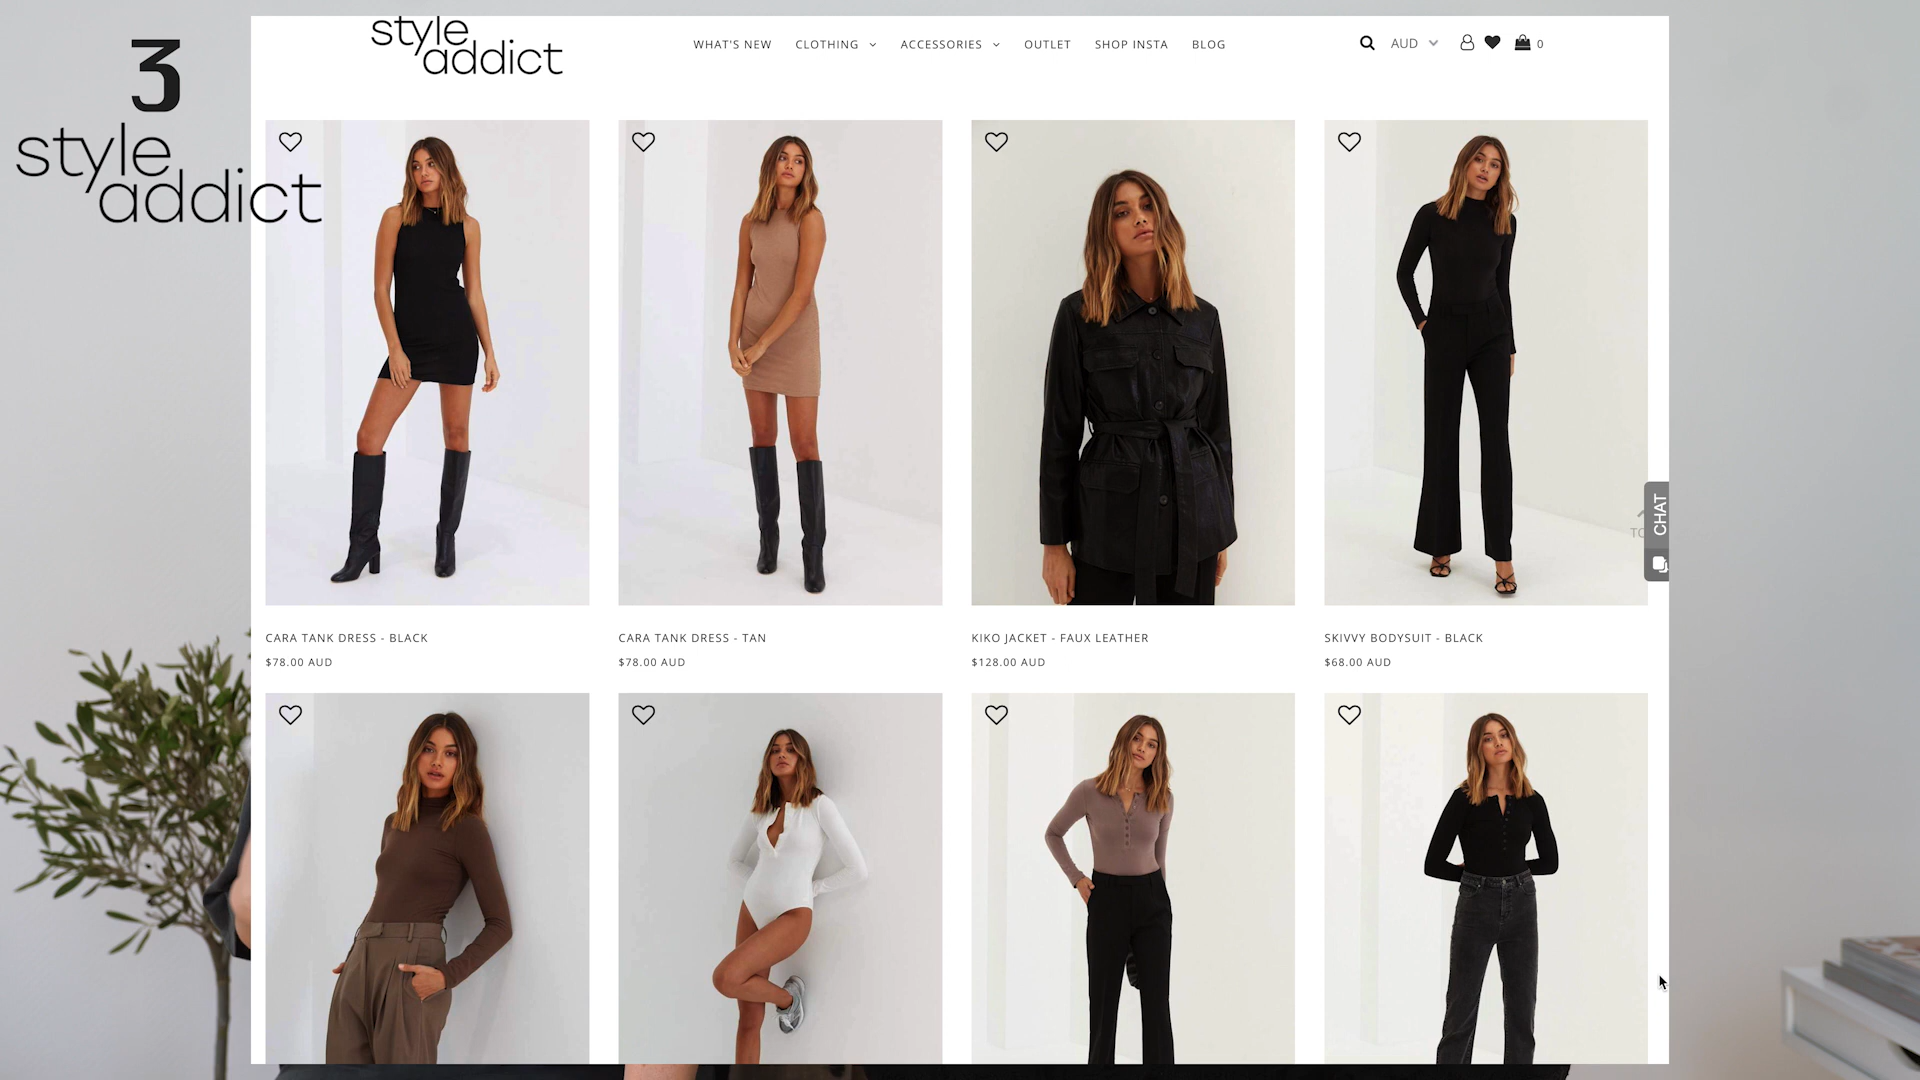 3
style
addict
style
addict
WHAT'S NEW
CLOTHING
ACCESSORIES
OUTLET
SHOP INSTA
BLOG
AUD
0
CARA TANK DRESS - BLACK
$78.00 AUD
CARA TANK DRESS - TAN
$78.00 AUD
KIKO JACKET - FAUX LEATHER
$128.00 AUD
SKIVVY BODYSUIT - BLACK
$68.00 AUD
CHAT